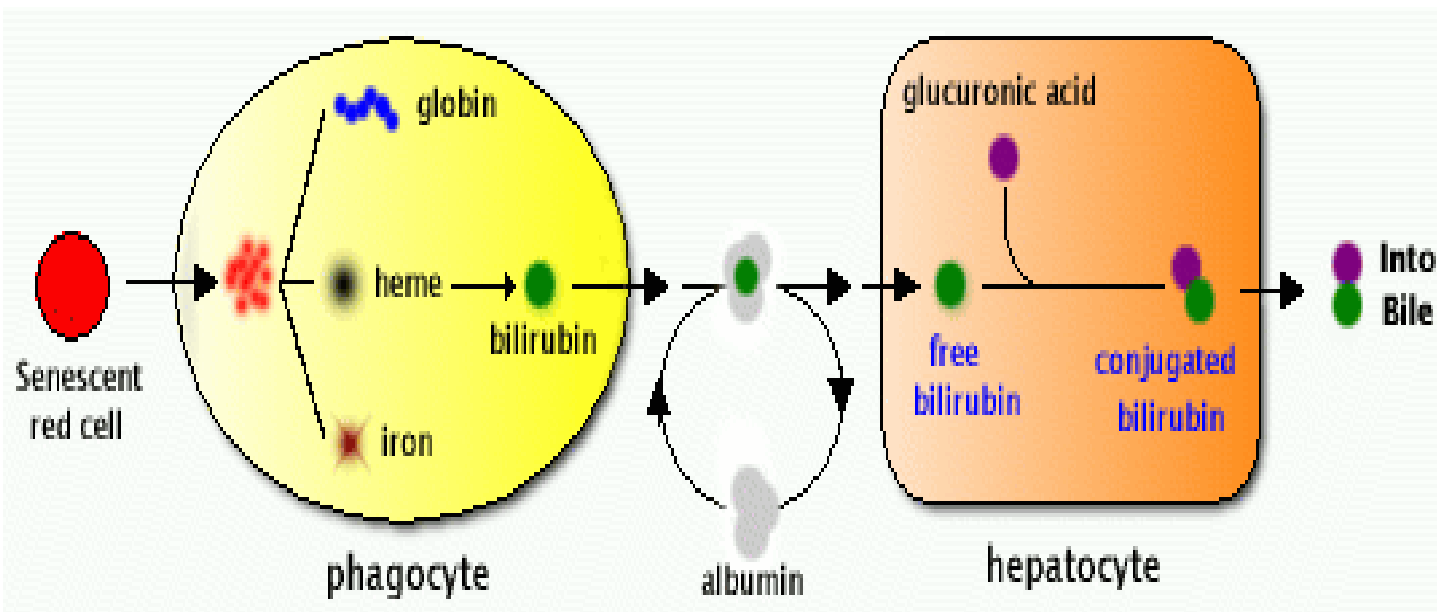 glucuronic acid
globin
heme
bilirubin
Senescent
red cell
iron
free
bilirubin
conjugated
bilirubin
Into
Bile
phagocyte
albumin
hepatocyte